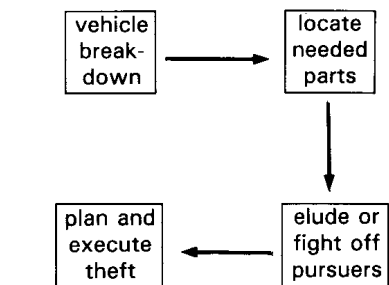 vehicle
break-
down
locate
needed
parts
plan and
execute
theft
elude or
fight off
pursuers